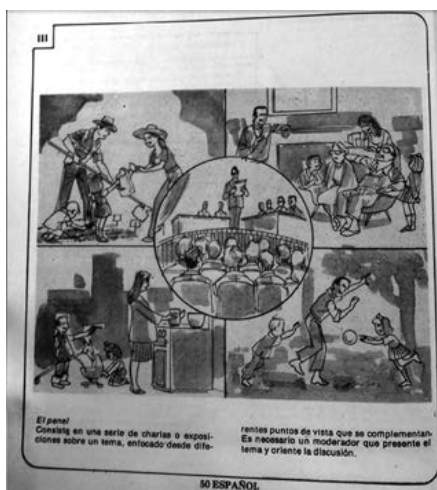 III
El panel
Consiste en una serie de charlas o exposi-
ciones sobre un tema, enfocado desde dife-
rentes puntos de vista que se complementan.
Es necesario un moderador que presente el
tema y oriente la discusión.
50 ESPAÑOL